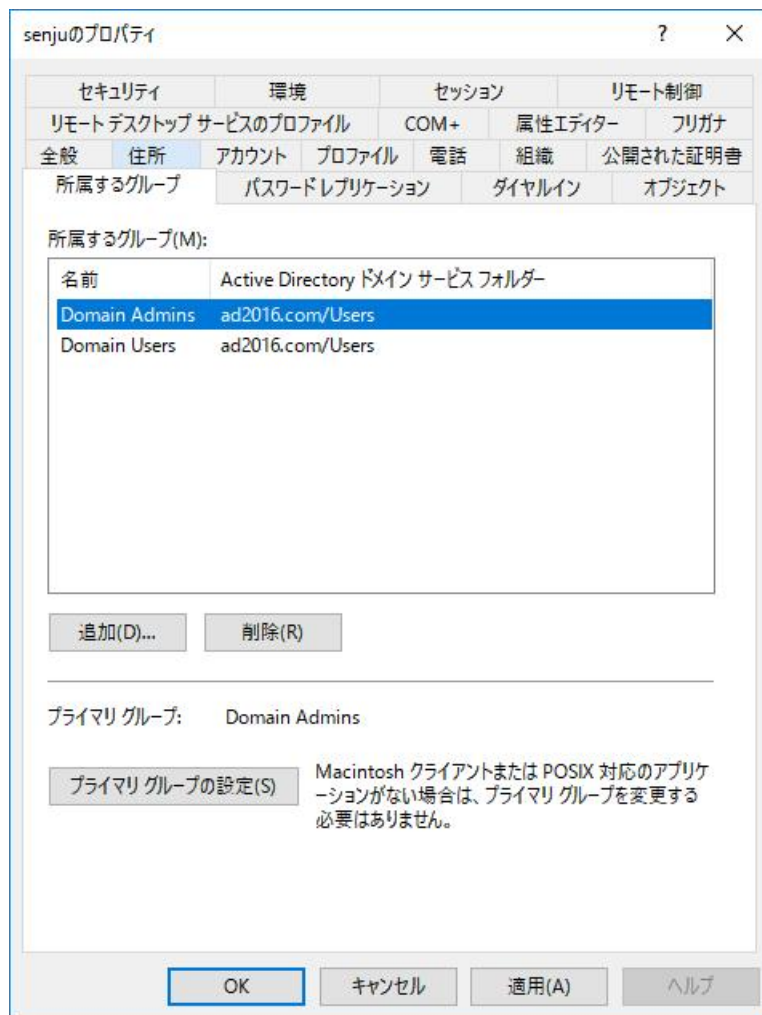 senjuのプロパティ
?
セキュリティ 環境 セッション リモート制御
リモート デスクトップ サービスのプロファイル COM+ 属性エディター フリガナ
全般 住所 アカウント プロファイル 電話 組織 公開された証明書
所属するグループ パスワード レプリケーション ダイヤルイン オブジェクト
所属するグループ(M):
名前 Active Directory ドメイン サービス フォルダー
Domain Admins ad2016.com/Users
Domain Users ad2016.com/Users
追加(D)... 削除(R)
プライマリ グループ: Domain Admins
プライマリ グループの設定(S)
Macintosh クライアントまたは POSIX 対応のアプリケ
ーションがない場合は、プライマリ グループを変更する
必要はありません。
OK キャンセル 適用(A) ヘルプ